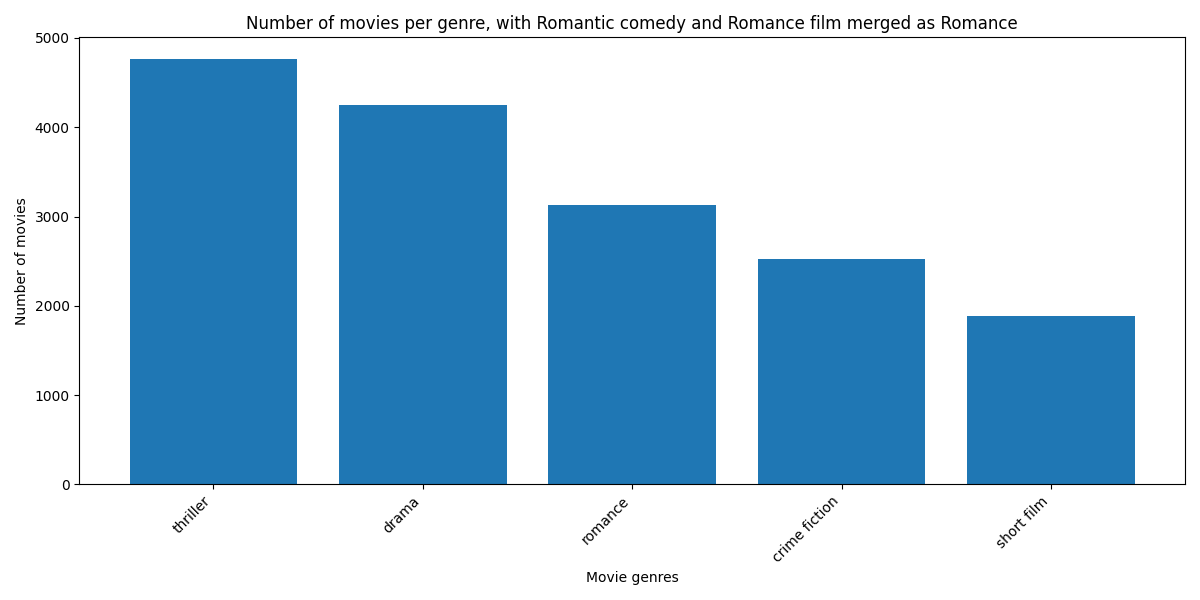 Number of movies per genre, with Romantic comedy and Romance film merged as Romance
5000
4000
3000
2000
1000
0
Number of movies
thriller
drama
romance
crime fiction
short film
Movie genres